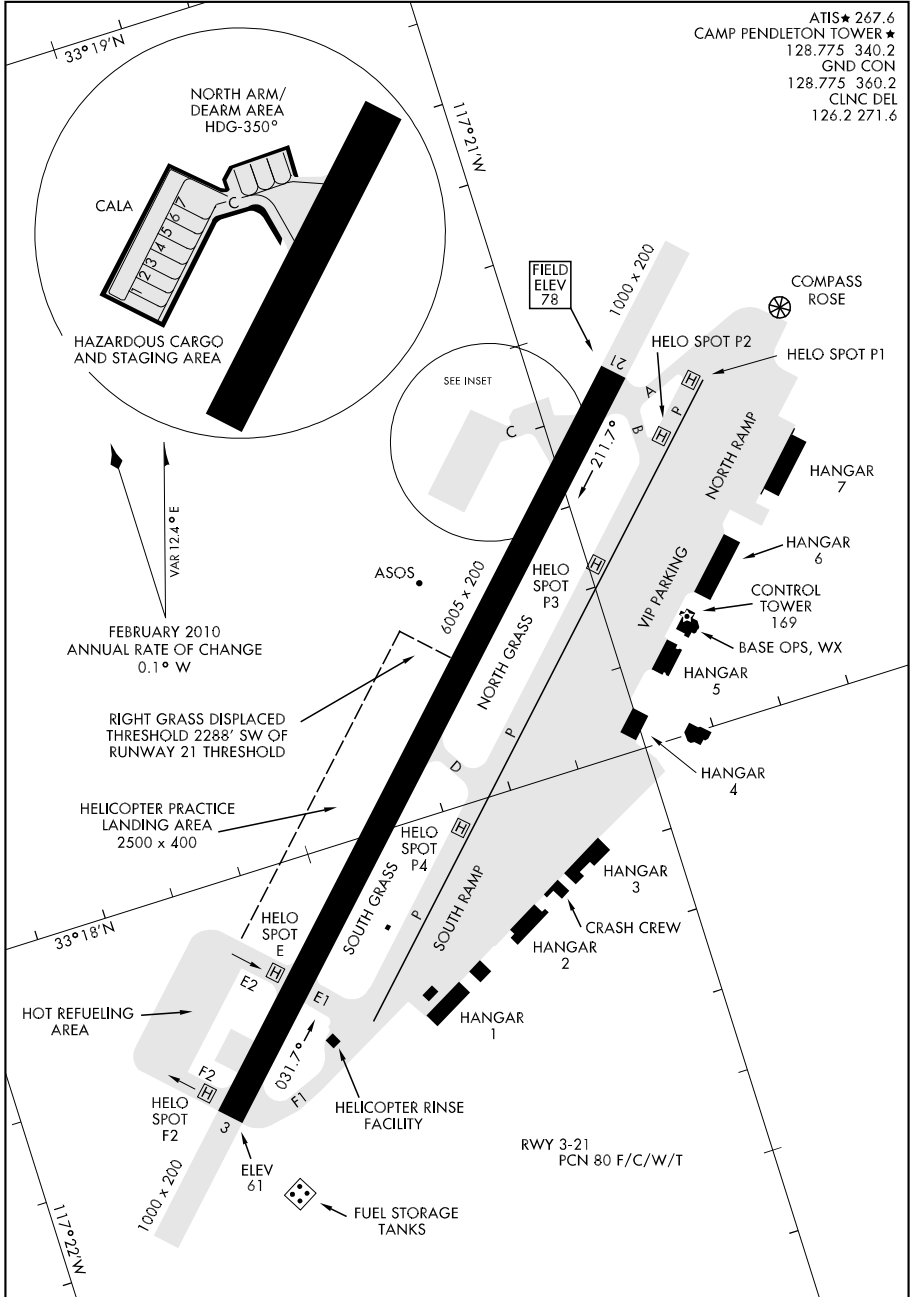 ATIS★ 267.6
CAMP PENDLETON TOWER★
128.775 340.2
GND CON
128.775 360.2
CLNC DEL
126.2 271.6
33°19'N
NORTH ARM/
DEARM AREA
HDG-350°
CALA
C
7
6
5
4
3
2
1
HAZARDOUS CARGO
AND STAGING AREA
117°21'W
FIELD
ELEV
78
1000 x 200
COMPASS
ROSE
HELO SPOT P2
HELO SPOT P1
SEE INSET
C
21
A
B
P
H
H
211.7°
NORTH RAMP
HANGAR
7
VAR 12.4° E
FEBRUARY 2010
ANNUAL RATE OF CHANGE
0.1° W
ASOS
6005 x 200
HELO
SPOT
P3
H
VIP PARKING
HANGAR
6
CONTROL
TOWER
169
BASE OPS, WX
HANGAR
5
NORTH GRASS
RIGHT GRASS DISPLACED
THRESHOLD 2288' SW OF
RUNWAY 21 THRESHOLD
P
D
HANGAR
4
HELICOPTER PRACTICE
LANDING AREA
2500 x 400
HELO
SPOT
P4
H
HANGAR
3
SOUTH GRASS
P
SOUTH RAMP
CRASH CREW
HANGAR
2
33°18'N
HELO
SPOT
E
H
E2
E1
HANGAR
1
HOT REFUELING
AREA
031.7°
F2
H
F1
HELO
SPOT
F2
HELICOPTER RINSE
FACILITY
3
ELEV
61
RWY 3-21
PCN 80 F/C/W/T
1000 x 200
FUEL STORAGE
TANKS
117°22'W